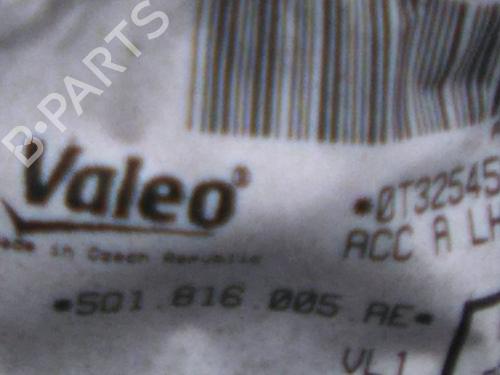 B-PARTS
Valeo
*0T32545
ACC A LH
Made in Czech Republic
*5Q1.816.005.AE*
VL1